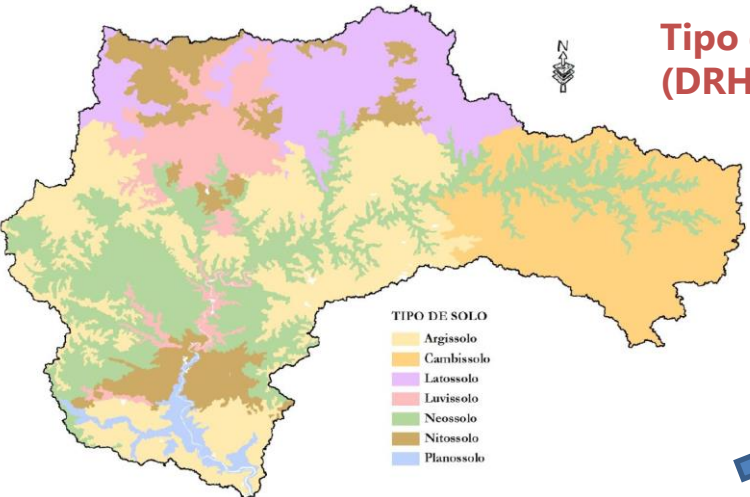 Tipo
(DRH
N
TIPO DE SOLO
Argissolo
Cambissolo
Latossolo
Luvissolo
Neossolo
Nitossolo
Planossolo